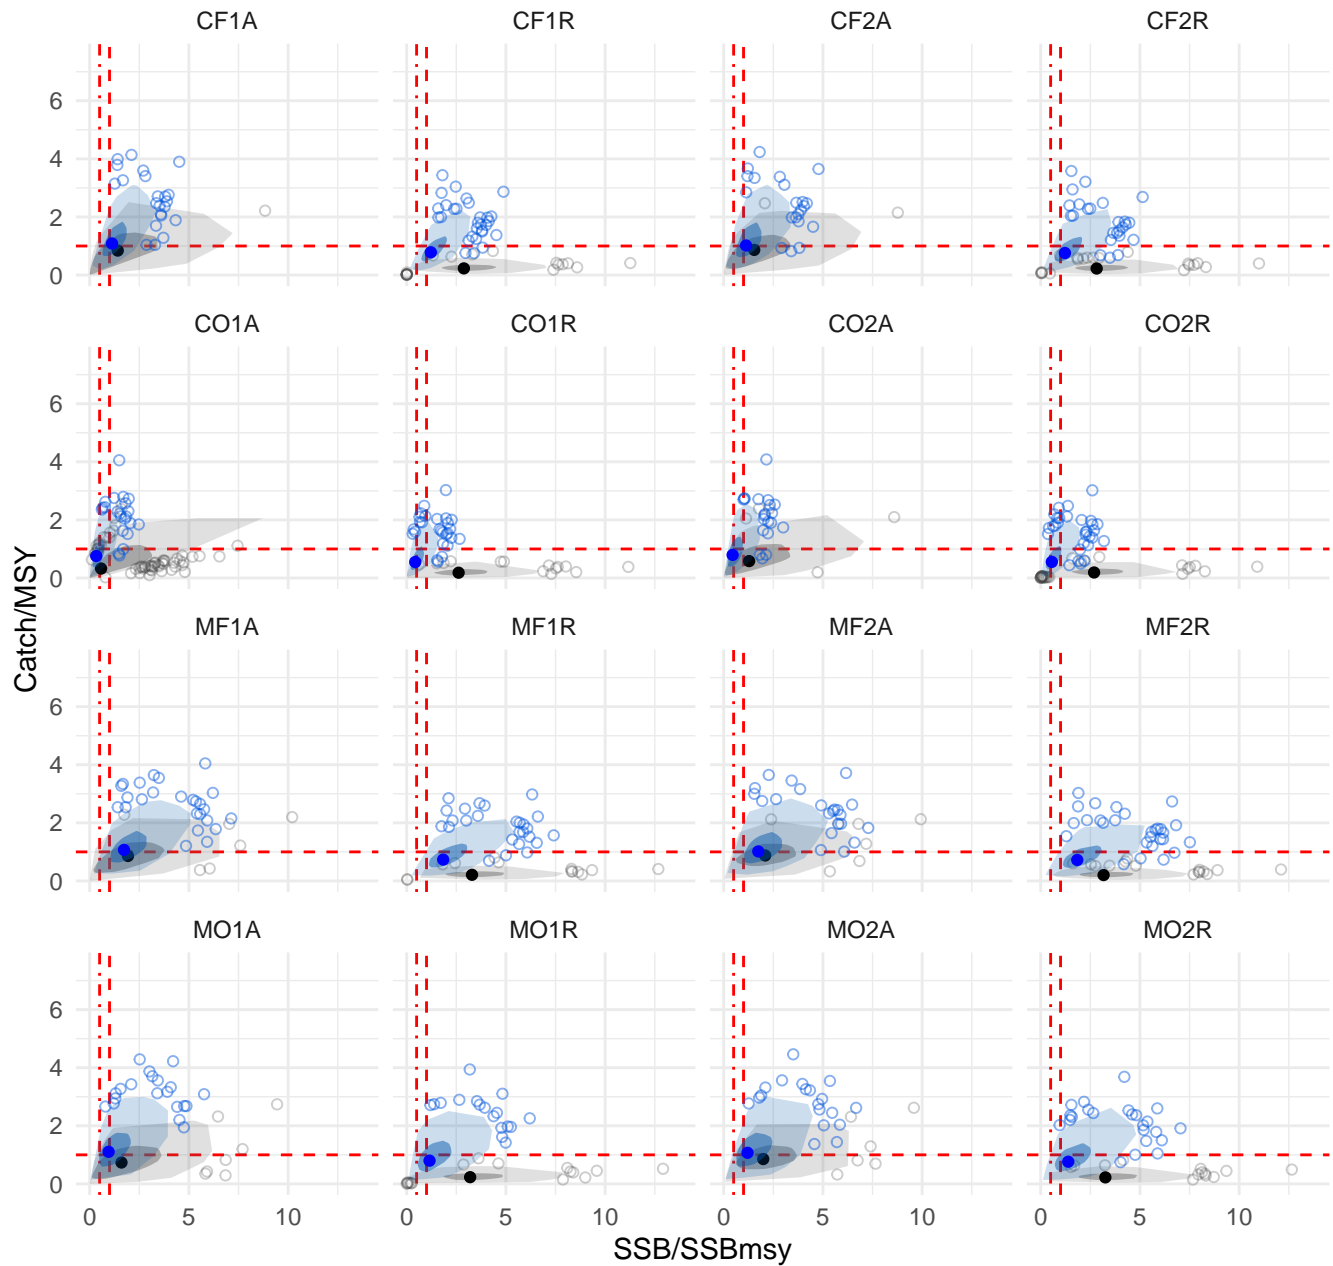 CF1A CF1R CF2A CF2R
6
4
2
0
CO1A CO1R CO2A CO2R
6
4
2
0
MF1A MF1R MF2A MF2R
6
4
2
0
MO1A MO1R MO2A MO2R
6
4
2
0
0 5 10 0 5 10 0 5 10 0 5 10
SSB/SSBmsy
Catch/MSY